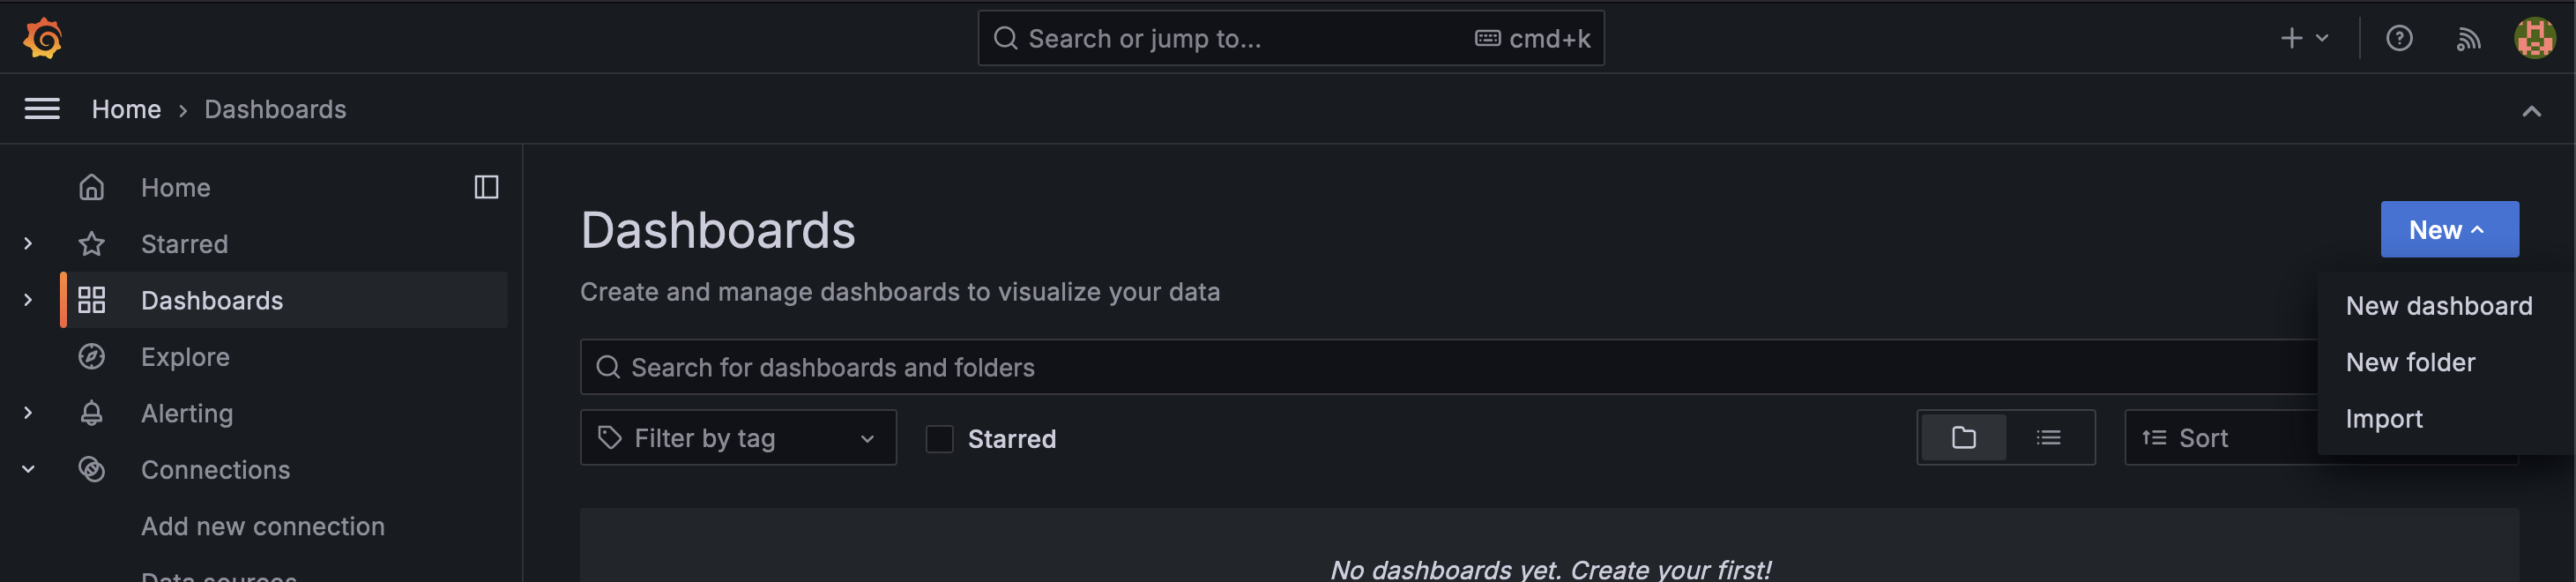 Search or jump to...
cmd+k
Home
Dashboards
Home
Starred
Dashboards
Explore
Alerting
Connections
Add new connection
Data sources
Dashboards
Create and manage dashboards to visualize your data
New
New dashboard
New folder
Import
Search for dashboards and folders
Filter by tag
Starred
Sort
No dashboards yet. Create your first!